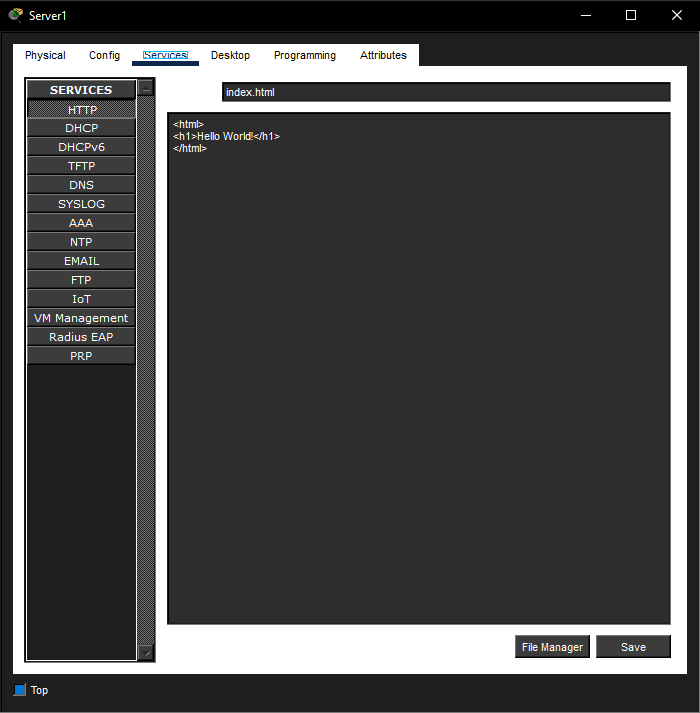 Server1
Physical Config Services Desktop Programming Attributes
SERVICES
HTTP
DHCP
DHCPv6
TFTP
DNS
SYSLOG
AAA
NTP
EMAIL
FTP
IoT
VM Management
Radius EAP
PRP
index.html
<html>
<h1>Hello World!</h1>
</html>
File Manager Save
Top